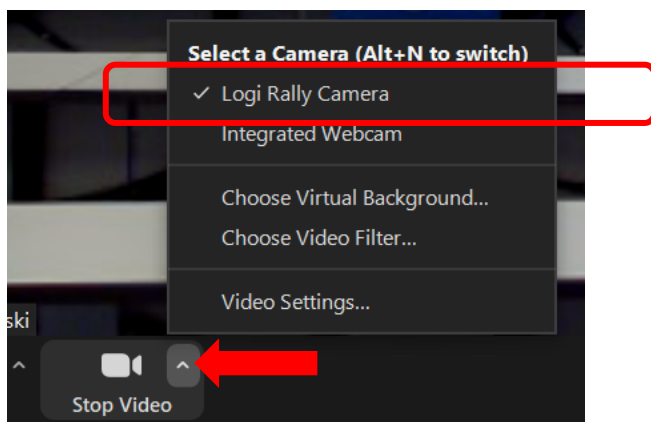 Select a Camera (Alt+N to switch)
✓ Logi Rally Camera
Integrated Webcam
Choose Virtual Background...
Choose Video Filter...
Video Settings...
ski
Stop Video